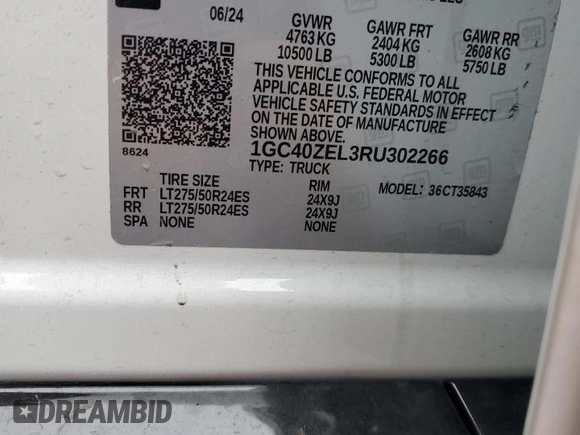 06/24 GVWR GAWR FRT GAWR RR
4763 KG 2404 KG 2608 KG
10500 LB 5300 LB 5750 LB
THIS VEHICLE CONFORMS TO ALL
APPLICABLE U.S. FEDERAL MOTOR
VEHICLE SAFETY STANDARDS IN EFFECT
ON THE DATE OF MANUFACTURE
SHOWN ABOVE.
8624 1GC40ZEL3RU302266
TYPE: TRUCK
TIRE SIZE RIM MODEL: 36CT35843
FRT LT275/50R24ES 24X9J
RR LT275/50R24ES 24X9J
SPA NONE NONE
DREAMBID